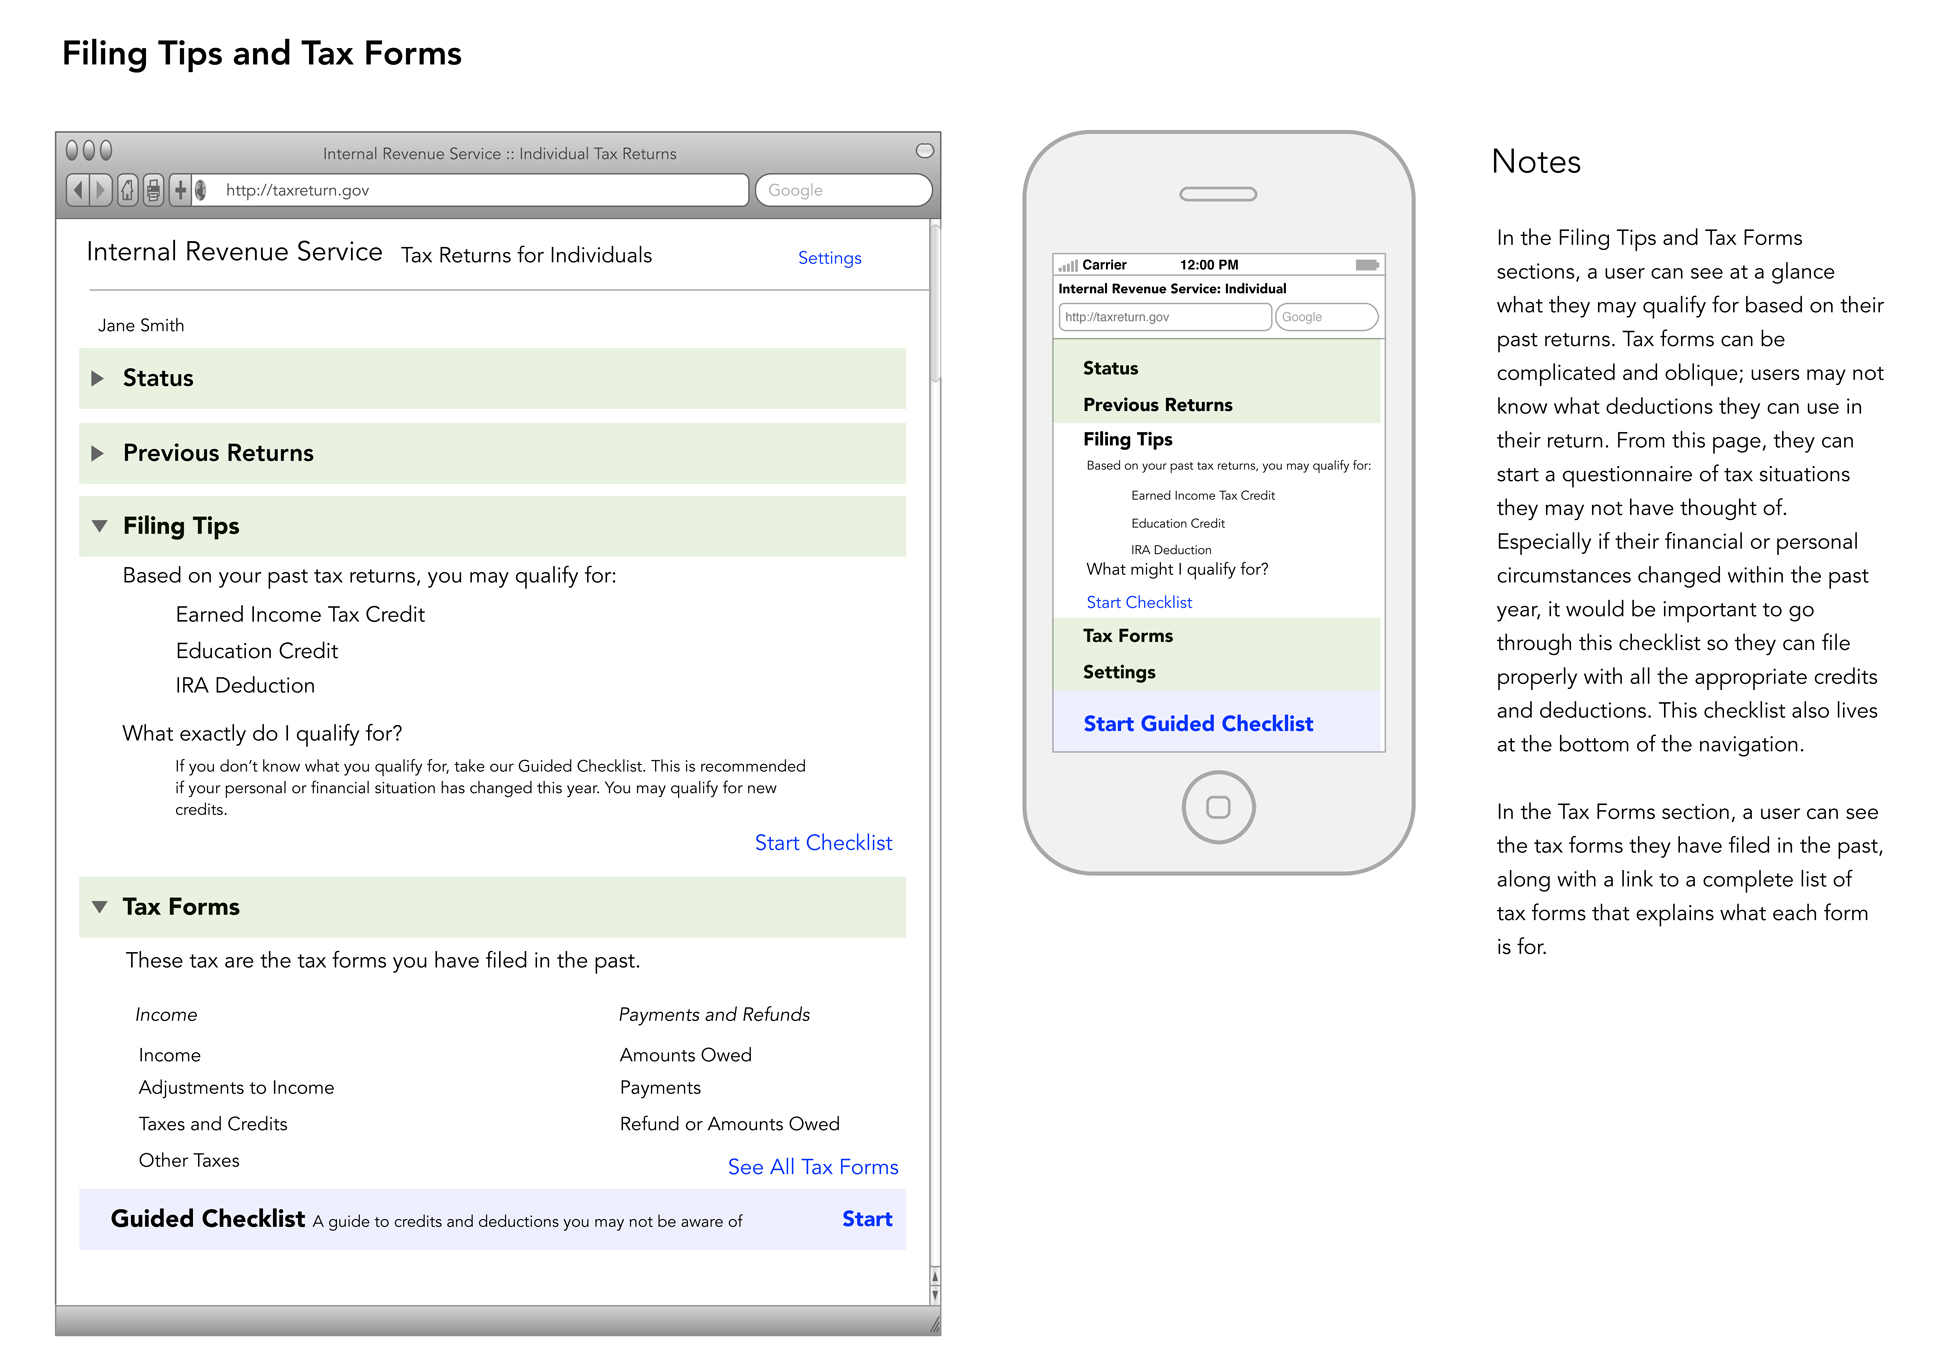 Filing Tips and Tax Forms
Internal Revenue Service :: Individual Tax Returns
http://taxreturn.gov
Google
Internal Revenue Service Tax Returns for Individuals Settings
Jane Smith
Status
Previous Returns
Filing Tips
Based on your past tax returns, you may qualify for:
Earned Income Tax Credit
Education Credit
IRA Deduction
What exactly do I qualify for?
If you don't know what you qualify for, take our Guided Checklist. This is recommended
if your personal or financial situation has changed this year. You may qualify for new
credits.
Start Checklist
Tax Forms
These tax are the tax forms you have filed in the past.
Income
Income
Adjustments to Income
Taxes and Credits
Other Taxes
Payments and Refunds
Amounts Owed
Payments
Refund or Amounts Owed
See All Tax Forms
Guided Checklist A guide to credits and deductions you may not be aware of Start
Carrier 12:00 PM
Internal Revenue Service: Individual
http://taxreturn.gov
Google
Status
Previous Returns
Filing Tips
Based on your past tax returns, you may qualify for:
Earned Income Tax Credit
Education Credit
IRA Deduction
What might I qualify for?
Start Checklist
Tax Forms
Settings
Start Guided Checklist
Notes
In the Filing Tips and Tax Forms
sections, a user can see at a glance
what they may qualify for based on their
past returns. Tax forms can be
complicated and oblique; users may not
know what deductions they can use in
their return. From this page, they can
start a questionnaire of tax situations
they may not have thought of.
Especially if their financial or personal
circumstances changed within the past
year, it would be important to go
through this checklist so they can file
properly with all the appropriate credits
and deductions. This checklist also lives
at the bottom of the navigation.
In the Tax Forms section, a user can see
the tax forms they have filed in the past,
along with a link to a complete list of
tax forms that explains what each form
is for.